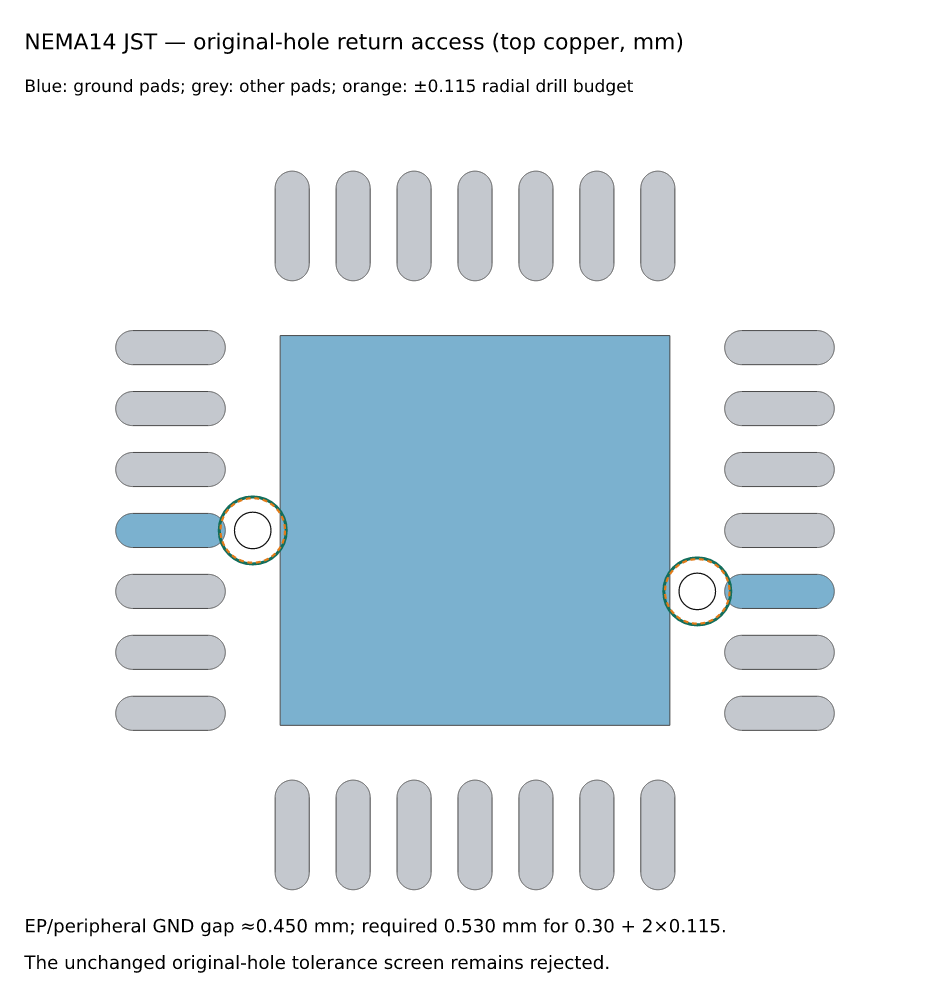 NEMA14 JST — original-hole return access (top copper, mm)
Blue: ground pads; grey: other pads; orange: ±0.115 radial drill budget
EP/peripheral GND gap ≈0.450 mm; required 0.530 mm for 0.30 + 2×0.115.
The unchanged original-hole tolerance screen remains rejected.